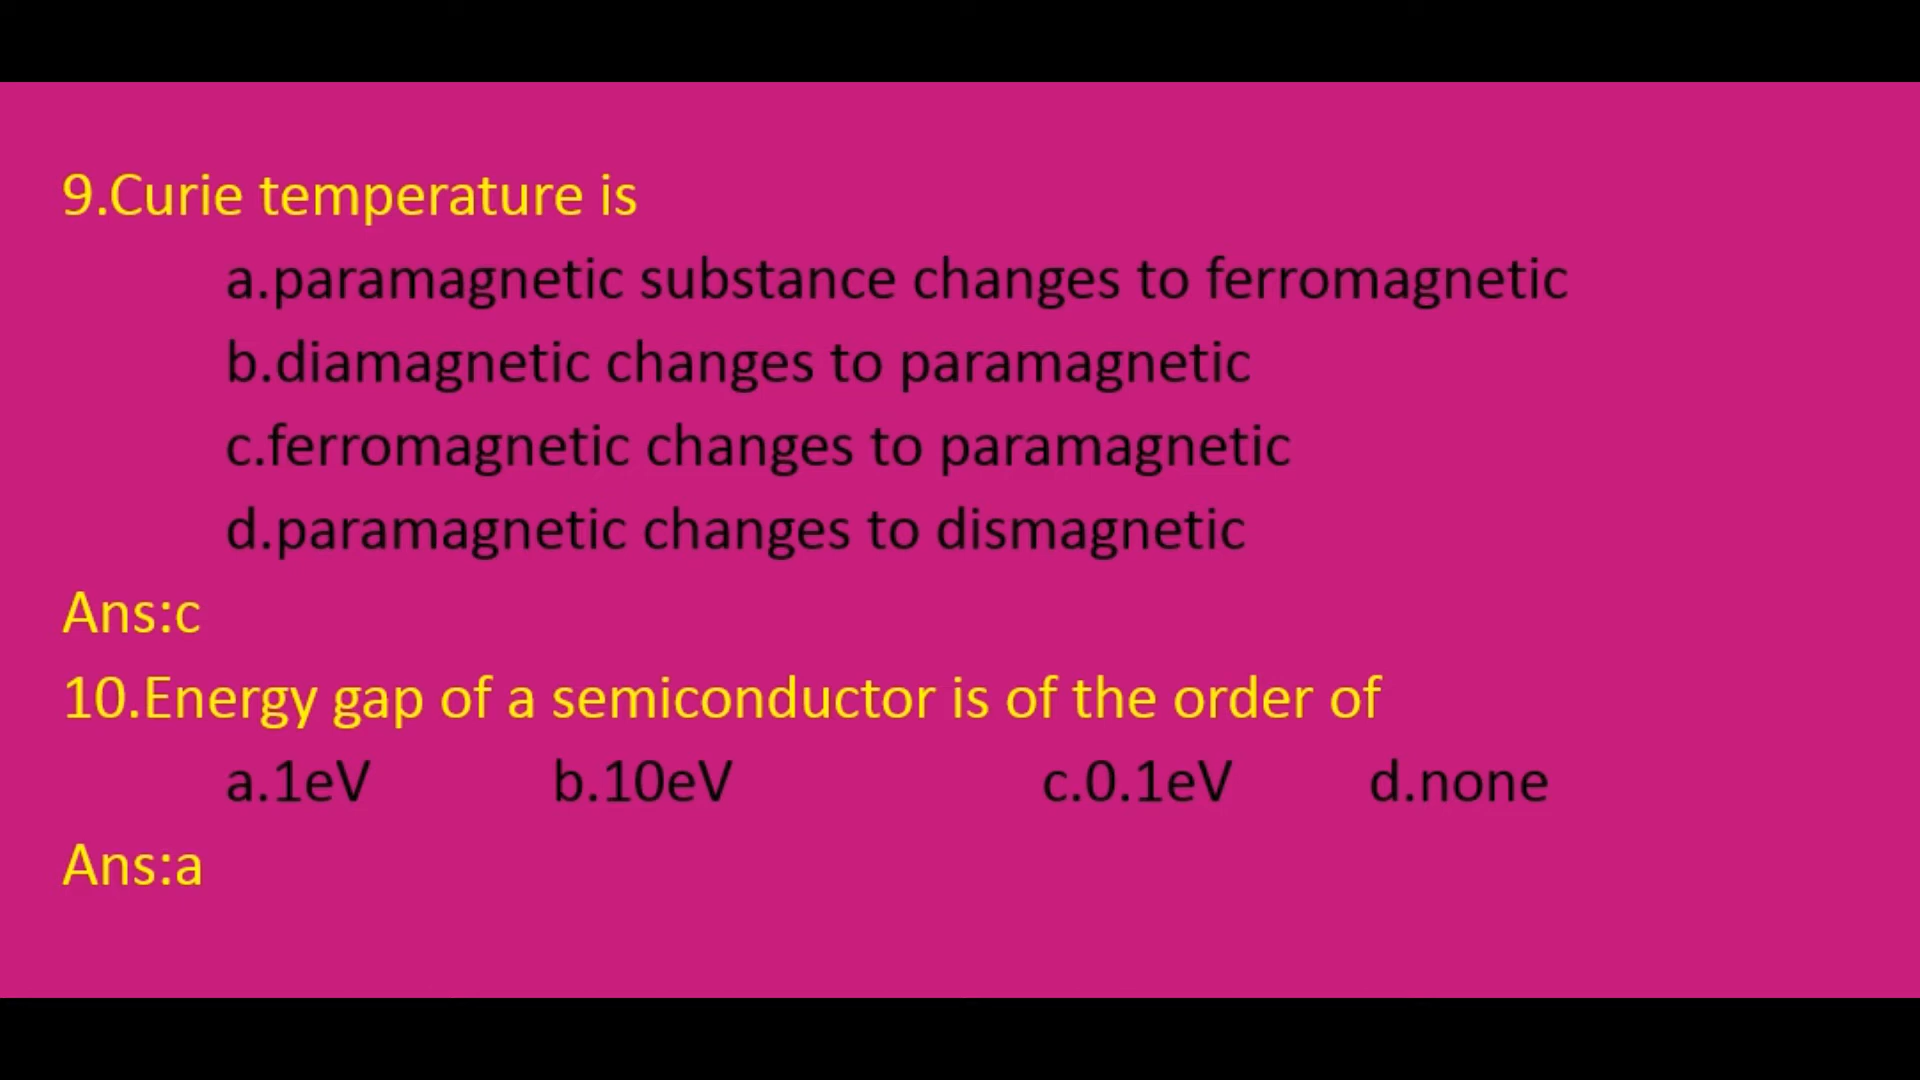 9.Curie temperature is
a.paramagnetic substance changes to ferromagnetic
b.diamagnetic changes to paramagnetic
c.ferromagnetic changes to paramagnetic
d.paramagnetic changes to dismagnetic
Ans:c
10.Energy gap of a semiconductor is of the order of
a.1eV b.10eV c.0.1eV d.none
Ans:a